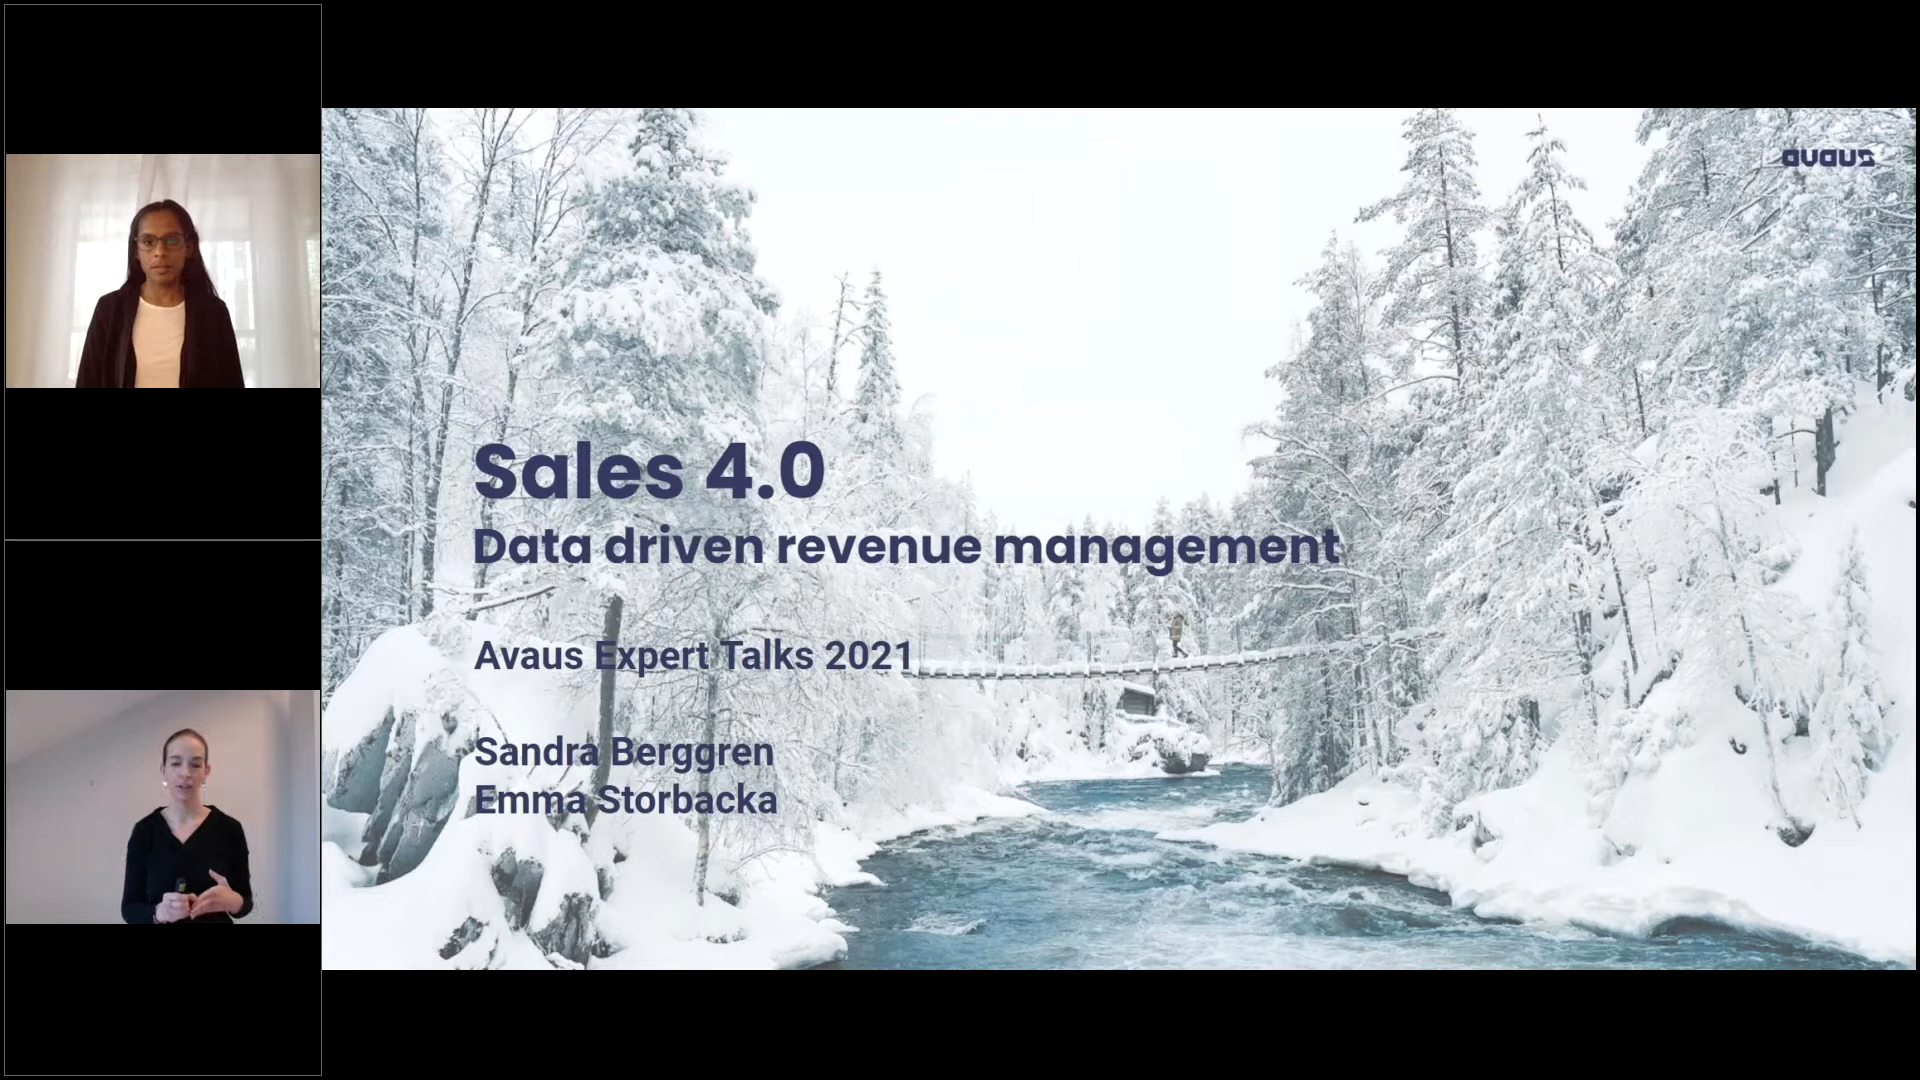 avaus
Sales 4.0
Data driven revenue management
Avaus Expert Talks 2021
Sandra Berggren
Emma Storbacka